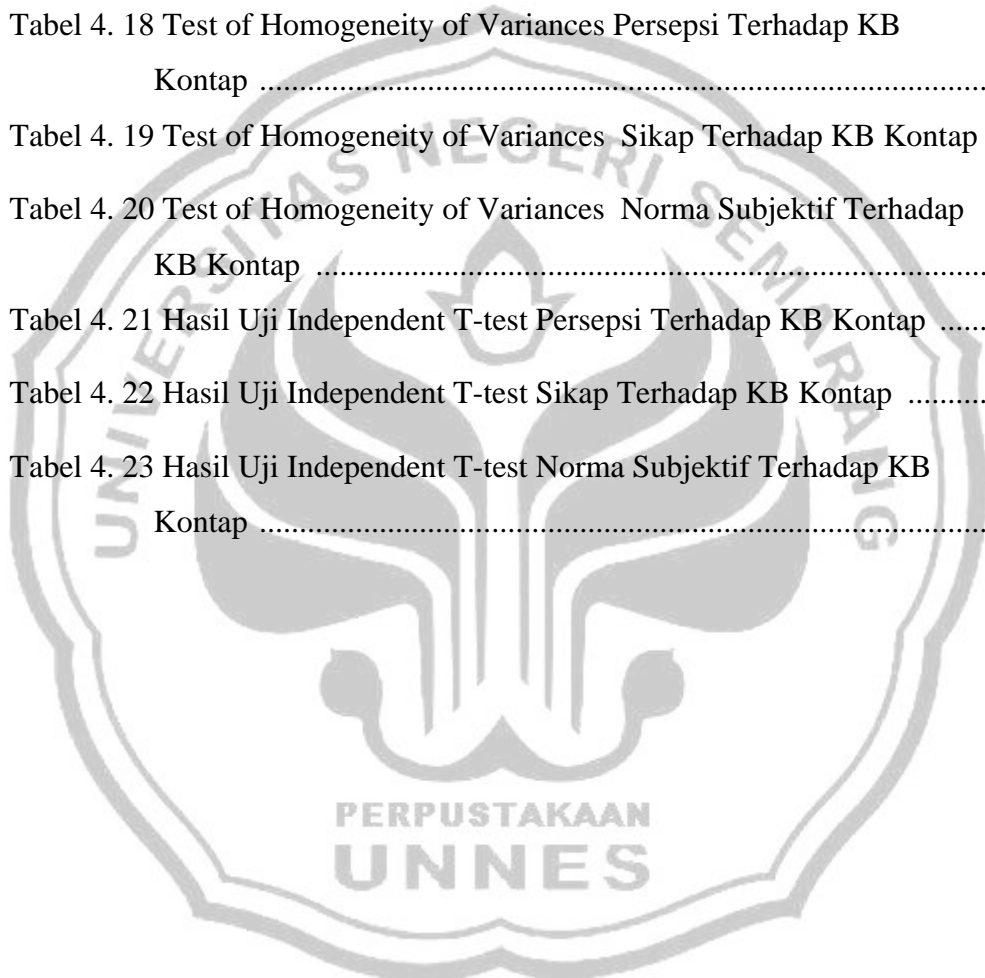 Tabel 4. 18 Test of Homogeneity of Variances Persepsi Terhadap KB
Kontap ............................................................................................
Tabel 4. 19 Test of Homogeneity of Variances  Sikap Terhadap KB Kontap
Tabel 4. 20 Test of Homogeneity of Variances  Norma Subjektif Terhadap
KB Kontap .....................................................................................
Tabel 4. 21 Hasil Uji Independent T-test Persepsi Terhadap KB Kontap ......
Tabel 4. 22 Hasil Uji Independent T-test Sikap Terhadap KB Kontap ..........
Tabel 4. 23 Hasil Uji Independent T-test Norma Subjektif Terhadap KB
Kontap ............................................................................................
UNIVERSITAS NEGERI SEMARANG
PERPUSTAKAAN
UNNES